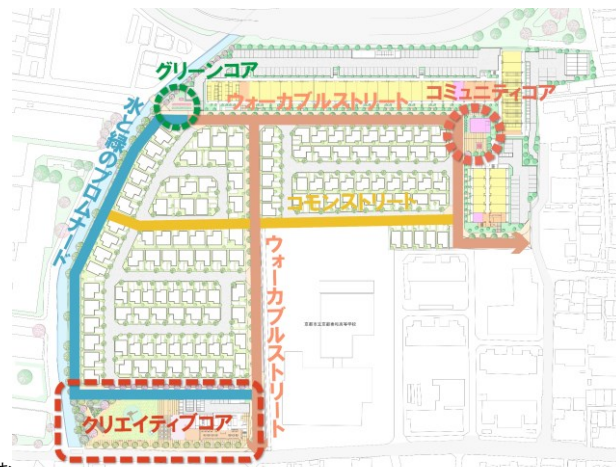 グリーンコア
ウォーカブルストリート
コミュニティコア
水と緑のプロムナード
コモンストリート
ウォーカブルストリート
クリエイティブコア